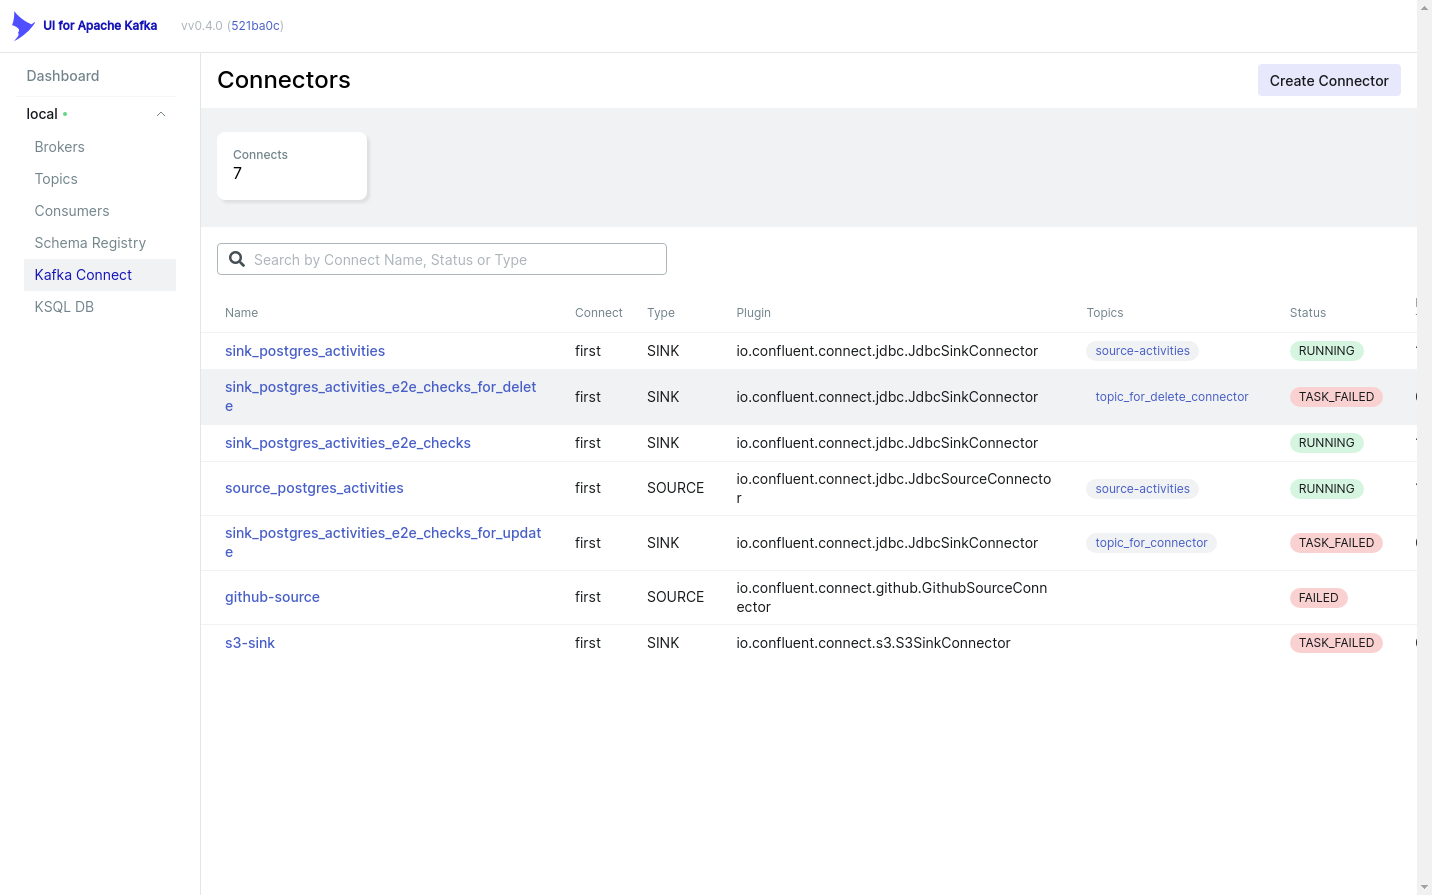 UI for Apache Kafka
vv0.4.0 (521ba0c)
Dashboard
local
Brokers
Topics
Consumers
Schema Registry
Kafka Connect
KSQL DB
Connectors
Create Connector
Connects
7
Search by Connect Name, Status or Type
Name Connect Type Plugin Topics Status
sink_postgres_activities first SINK io.confluent.connect.jdbc.JdbcSinkConnector source-activities RUNNING
sink_postgres_activities_e2e_checks_for_delet
e
first SINK io.confluent.connect.jdbc.JdbcSinkConnector topic_for_delete_connector TASK_FAILED
sink_postgres_activities_e2e_checks first SINK io.confluent.connect.jdbc.JdbcSinkConnector RUNNING
source_postgres_activities first SOURCE io.confluent.connect.jdbc.JdbcSourceConnecto
r
source-activities RUNNING
sink_postgres_activities_e2e_checks_for_updat
e
first SINK io.confluent.connect.jdbc.JdbcSinkConnector topic_for_connector TASK_FAILED
github-source first SOURCE io.confluent.connect.github.GithubSourceConn
ector
FAILED
s3-sink first SINK io.confluent.connect.s3.S3SinkConnector TASK_FAILED